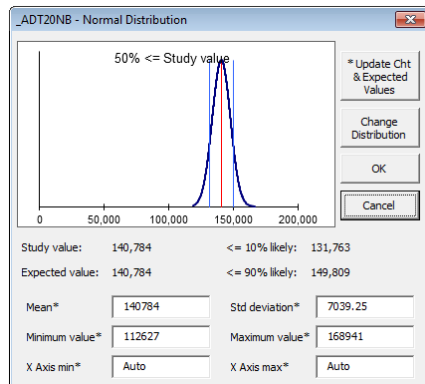 _ADT20NB - Normal Distribution
50% <= Study value
0 50,000 100,000 150,000 200,000
* Update Cht
& Expected
Values
Change
Distribution
OK
Cancel
Study value: 140,784 <= 10% likely: 131,763
Expected value: 140,784 <= 90% likely: 149,809
Mean* 140784 Std deviation* 7039.25
Minimum value* 112627 Maximum value* 168941
X Axis min* Auto X Axis max* Auto